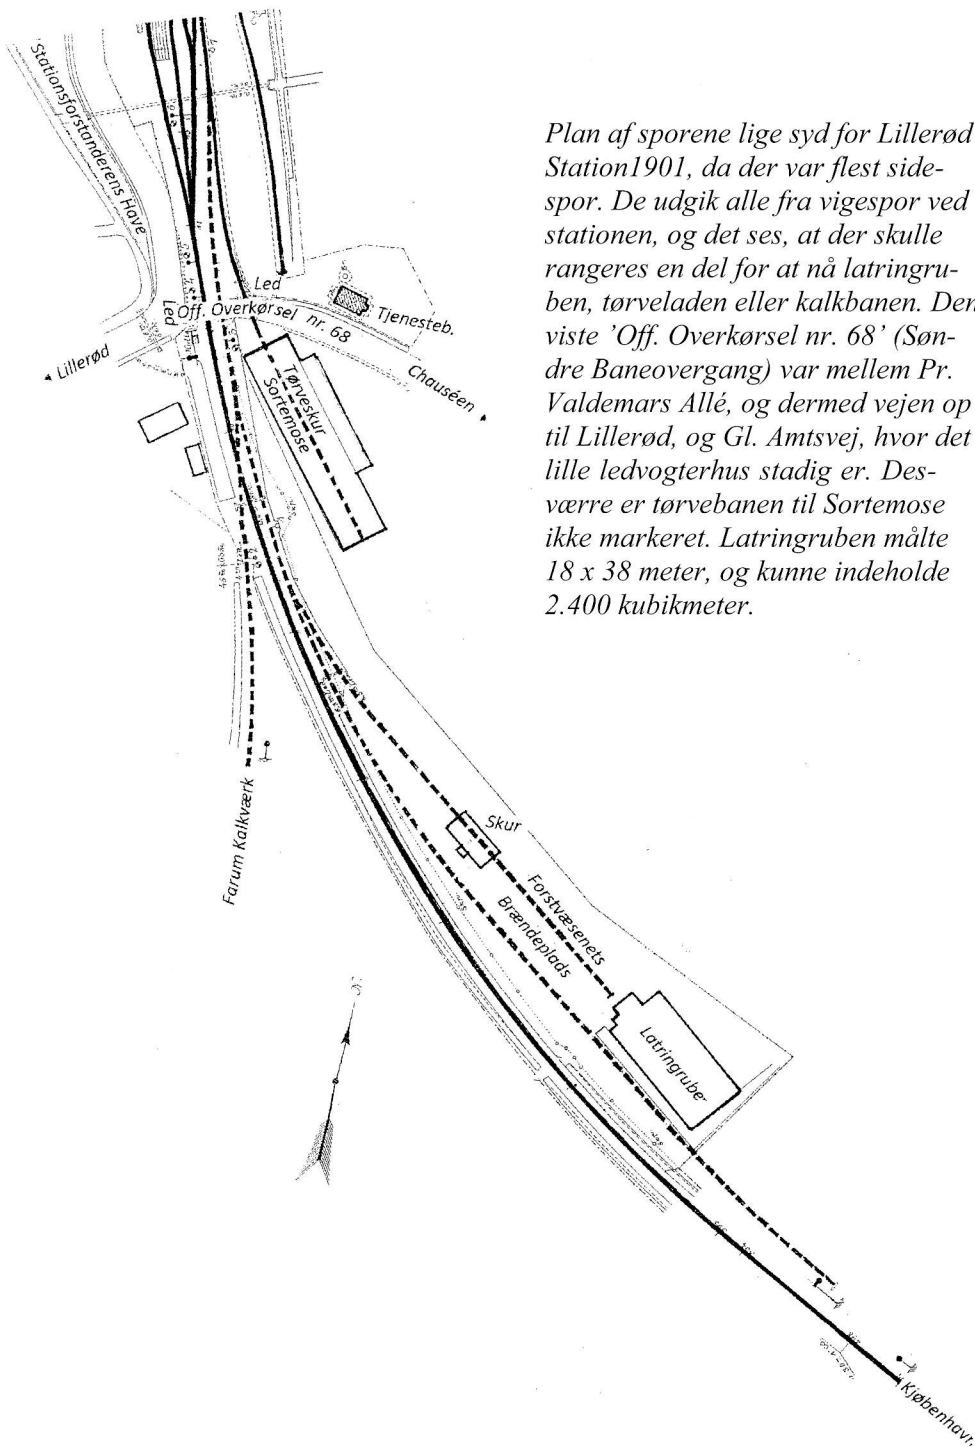 Plan af sporene lige syd for Lillerød
Station1901, da der var flest side-
spor. De udgik alle fra vigespor ved
stationen, og det ses, at der skulle
rangeres en del for at nå latringru-
ben, tørveladen eller kalkbanen. Den
viste 'Off. Overkørsel nr. 68' (Søn-
dre Baneovergang) var mellem Pr.
Valdemars Allé, og dermed vejen op
til Lillerød, og Gl. Amtsvej, hvor det
lille ledvogterhus stadig er. Des-
værre er tørvebanen til Sortemose
ikke markeret. Latringruben målte
18 x 38 meter, og kunne indeholde
2.400 kubikmeter.
Stationsforstanderens Have
Led
Led
Off. Overkørsel nr. 68
Tjenesteb.
Lillerød
Chauséen
Tørveskur
Sortemose
Farum Kalkværk
Skur
Forstvæsenets
Brændeplads
Latringrube
Kjøbenhavn